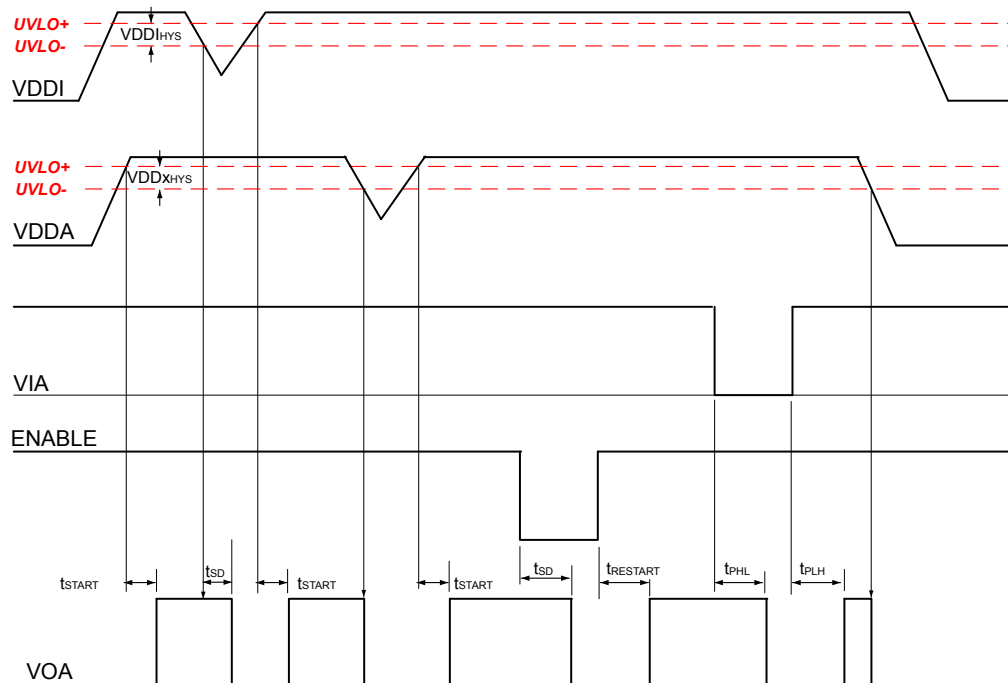 UVLO+
VDDIHYS
UVLO-
VDDI
UVLO+
VDDxHYS
UVLO-
VDDA
VIA
ENABLE
tSTART
tSD
tSTART
tSTART
tSD
tRESTART
tPHL
tPLH
VOA